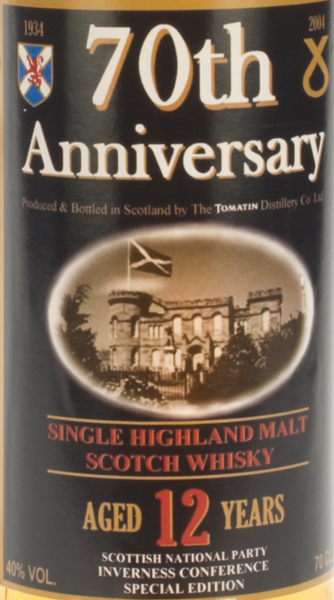 1934
2004
70th
Anniversary
Produced & Bottled in Scotland by The TOMATIN Distillery Co Ltd
SINGLE HIGHLAND MALT
SCOTCH WHISKY
AGED 12 YEARS
SCOTTISH NATIONAL PARTY
INVERNESS CONFERENCE
SPECIAL EDITION
40% VOL.
70